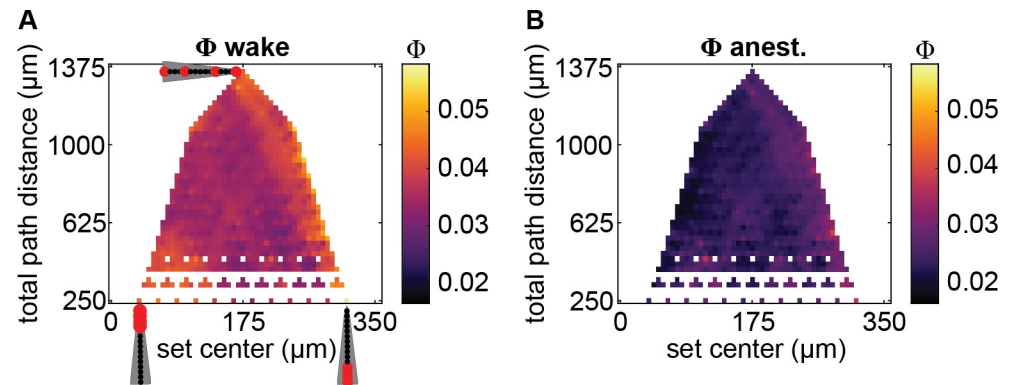 A
Φ wake
Φ
total path distance (µm)
1375
1000
625
250
0 175 350
set center (µm)
0.05
0.04
0.03
0.02
B
Φ anest.
Φ
total path distance (µm)
1375
1000
625
250
0 175 350
set center (µm)
0.05
0.04
0.03
0.02